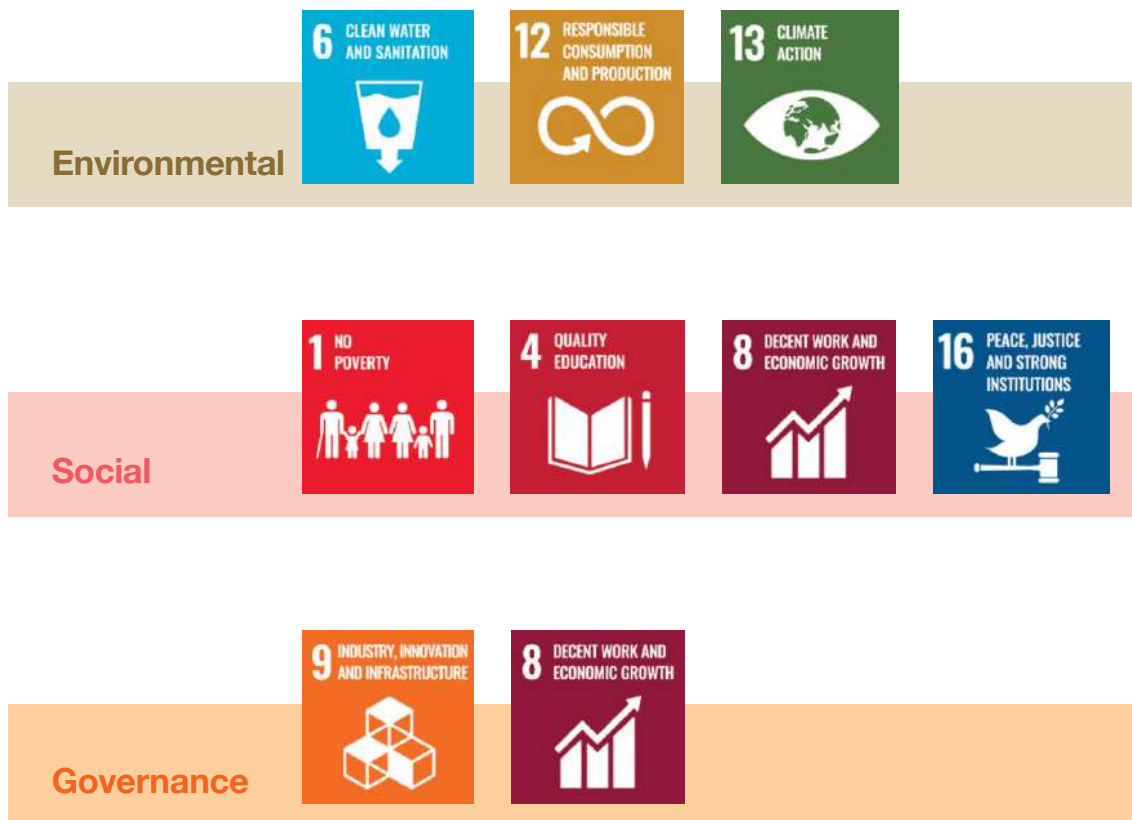 6 CLEAN WATER
AND SANITATION
12 RESPONSIBLE
CONSUMPTION
AND PRODUCTION
13 CLIMATE
ACTION
Environmental
1 NO
POVERTY
4 QUALITY
EDUCATION
8 DECENT WORK AND
ECONOMIC GROWTH
16 PEACE, JUSTICE
AND STRONG
INSTITUTIONS
Social
9 INDUSTRY, INNOVATION
AND INFRASTRUCTURE
8 DECENT WORK AND
ECONOMIC GROWTH
Governance